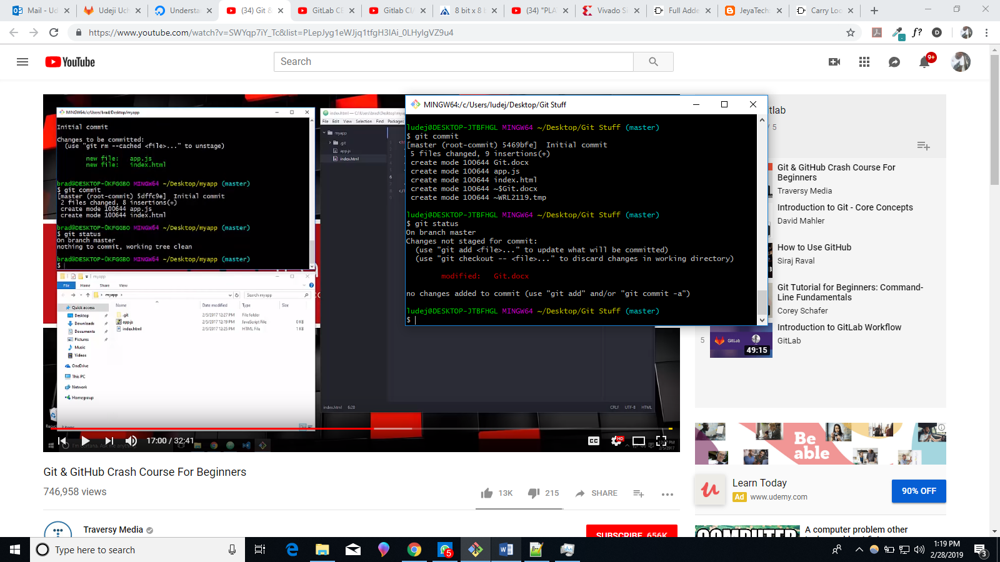 Mail - Ud
Udeji Uch
Understa
(34) Git &
GitLab CE
Gitlab CI/
8 bit x 8 b
(34) "PLA
Vivado Si
Full Adde
JeyaTech
Carry Loo
https://www.youtube.com/watch?v=SWYqp7iY_Tc&list=PLepJyg1eWJjq1tfgH3IAi_0LHyIgVZ9u4
YouTube
Search
9+
MINGW64:/c/Users/brad/Desktop/myapp
Initial commit
Changes to be committed:
(use "git rm --cached <file>..." to unstage)
new file: app.js
new file: index.html
brad@DESKTOP-OKFGGBO MINGW64 ~/Desktop/myapp (master)
$ git commit
[master (root-commit) 5dffc9e] Initial commit
2 files changed, 8 insertions(+)
create mode 100644 app.js
create mode 100644 index.html
brad@DESKTOP-OKFGGBO MINGW64 ~/Desktop/myapp (master)
$ git status
On branch master
nothing to commit, working tree clean
brad@DESKTOP-OKFGGBO MINGW64 ~/Desktop/myapp (master)
$
index.html — C:\Users\brad\Desktop\myapp
File Edit View Selection Find Packages
myapp
.git
app.js
index.html
myapp
File Home Share View
myapp
Search myapp
Name Date modified Type Size
Quick access
Desktop
Downloads
Documents
Pictures
Music
Videos
OneDrive
This PC
Network
Homegroup
.git 2/5/2017 12:27 PM File folder
app.js 2/5/2017 12:19 PM JavaScript File 0 KB
index.html 2/5/2017 12:25 PM HTML File 1 KB
index.html 6:20
CRLF UTF-8 HTML
MINGW64:/c/Users/ludej/Desktop/Git Stuff
ludej@DESKTOP-JTBFHGL MINGW64 ~/Desktop/Git Stuff (master)
$ git commit
[master (root-commit) 5469bfe] Initial commit
5 files changed, 9 insertions(+)
create mode 100644 Git.docx
create mode 100644 app.js
create mode 100644 index.html
create mode 100644 ~$Git.docx
create mode 100644 ~WRL2119.tmp
ludej@DESKTOP-JTBFHGL MINGW64 ~/Desktop/Git Stuff (master)
$ git status
On branch master
Changes not staged for commit:
(use "git add <file>..." to update what will be committed)
(use "git checkout -- <file>..." to discard changes in working directory)
modified: Git.docx
no changes added to commit (use "git add" and/or "git commit -a")
ludej@DESKTOP-JTBFHGL MINGW64 ~/Desktop/Git Stuff (master)
$
17:00 / 32:41
CC
HD
2/5/2017
tlab
/ 5
Git & GitHub Crash Course For
Beginners
Traversy Media
Introduction to Git - Core Concepts
David Mahler
How to Use GitHub
Siraj Raval
Git Tutorial for Beginners: Command-
Line Fundamentals
Corey Schafer
5
GitLab
49:15
Introduction to GitLab Workflow
GitLab
Be
able
Learn Today
Ad www.udemy.com
90% OFF
A computer problem other
COMPUTER
Git & GitHub Crash Course For Beginners
746,958 views
13K
215
SHARE
Traversy Media
SUBSCRIBE 656K
Type here to search
5
1:19 PM
2/28/2019
3